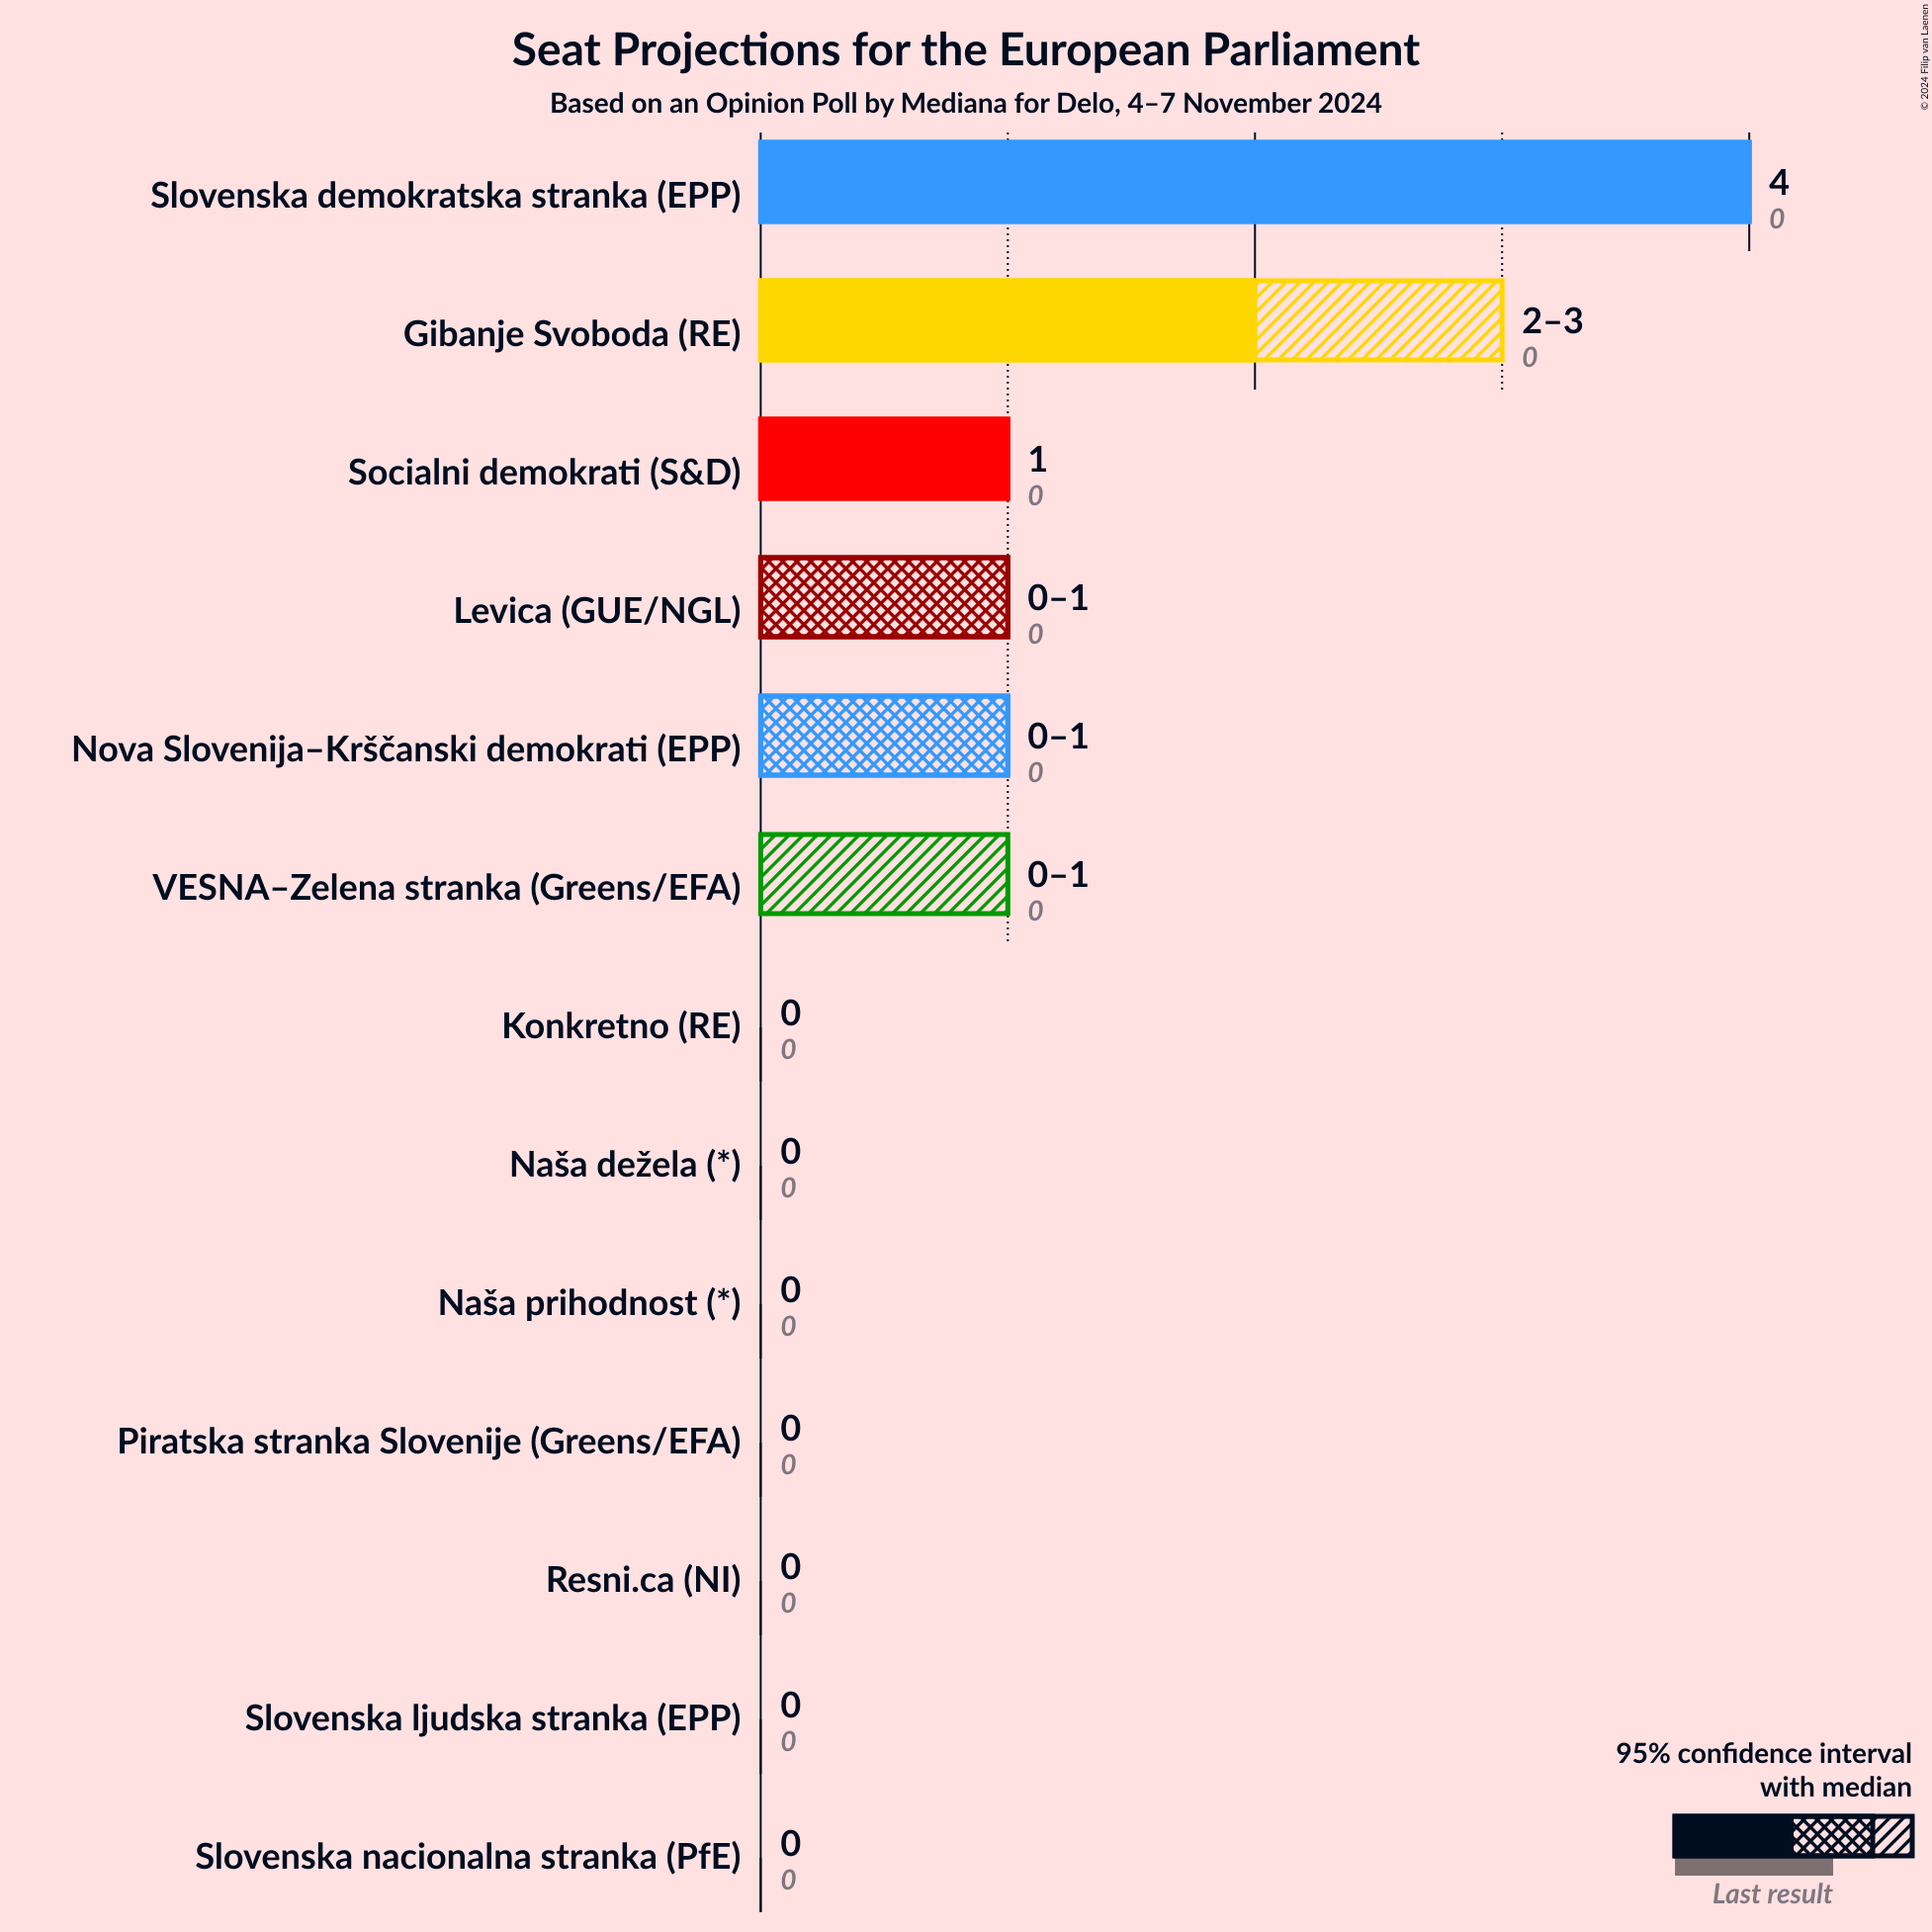 Seat Projections for the European Parliament
Based on an Opinion Poll by Mediana for Delo, 4–7 November 2024
© 2024 Filip van Laenen
Slovenska demokratska stranka (EPP)
4
0
Gibanje Svoboda (RE)
2–3
0
Socialni demokrati (S&D)
1
0
Levica (GUE/NGL)
0–1
0
Nova Slovenija–Krščanski demokrati (EPP)
0–1
0
VESNA–Zelena stranka (Greens/EFA)
0–1
0
Konkretno (RE)
0
0
Naša dežela (*)
0
0
Naša prihodnost (*)
0
0
Piratska stranka Slovenije (Greens/EFA)
0
0
Resni.ca (NI)
0
0
Slovenska ljudska stranka (EPP)
0
0
Slovenska nacionalna stranka (PfE)
0
0
95% confidence interval
with median
Last result